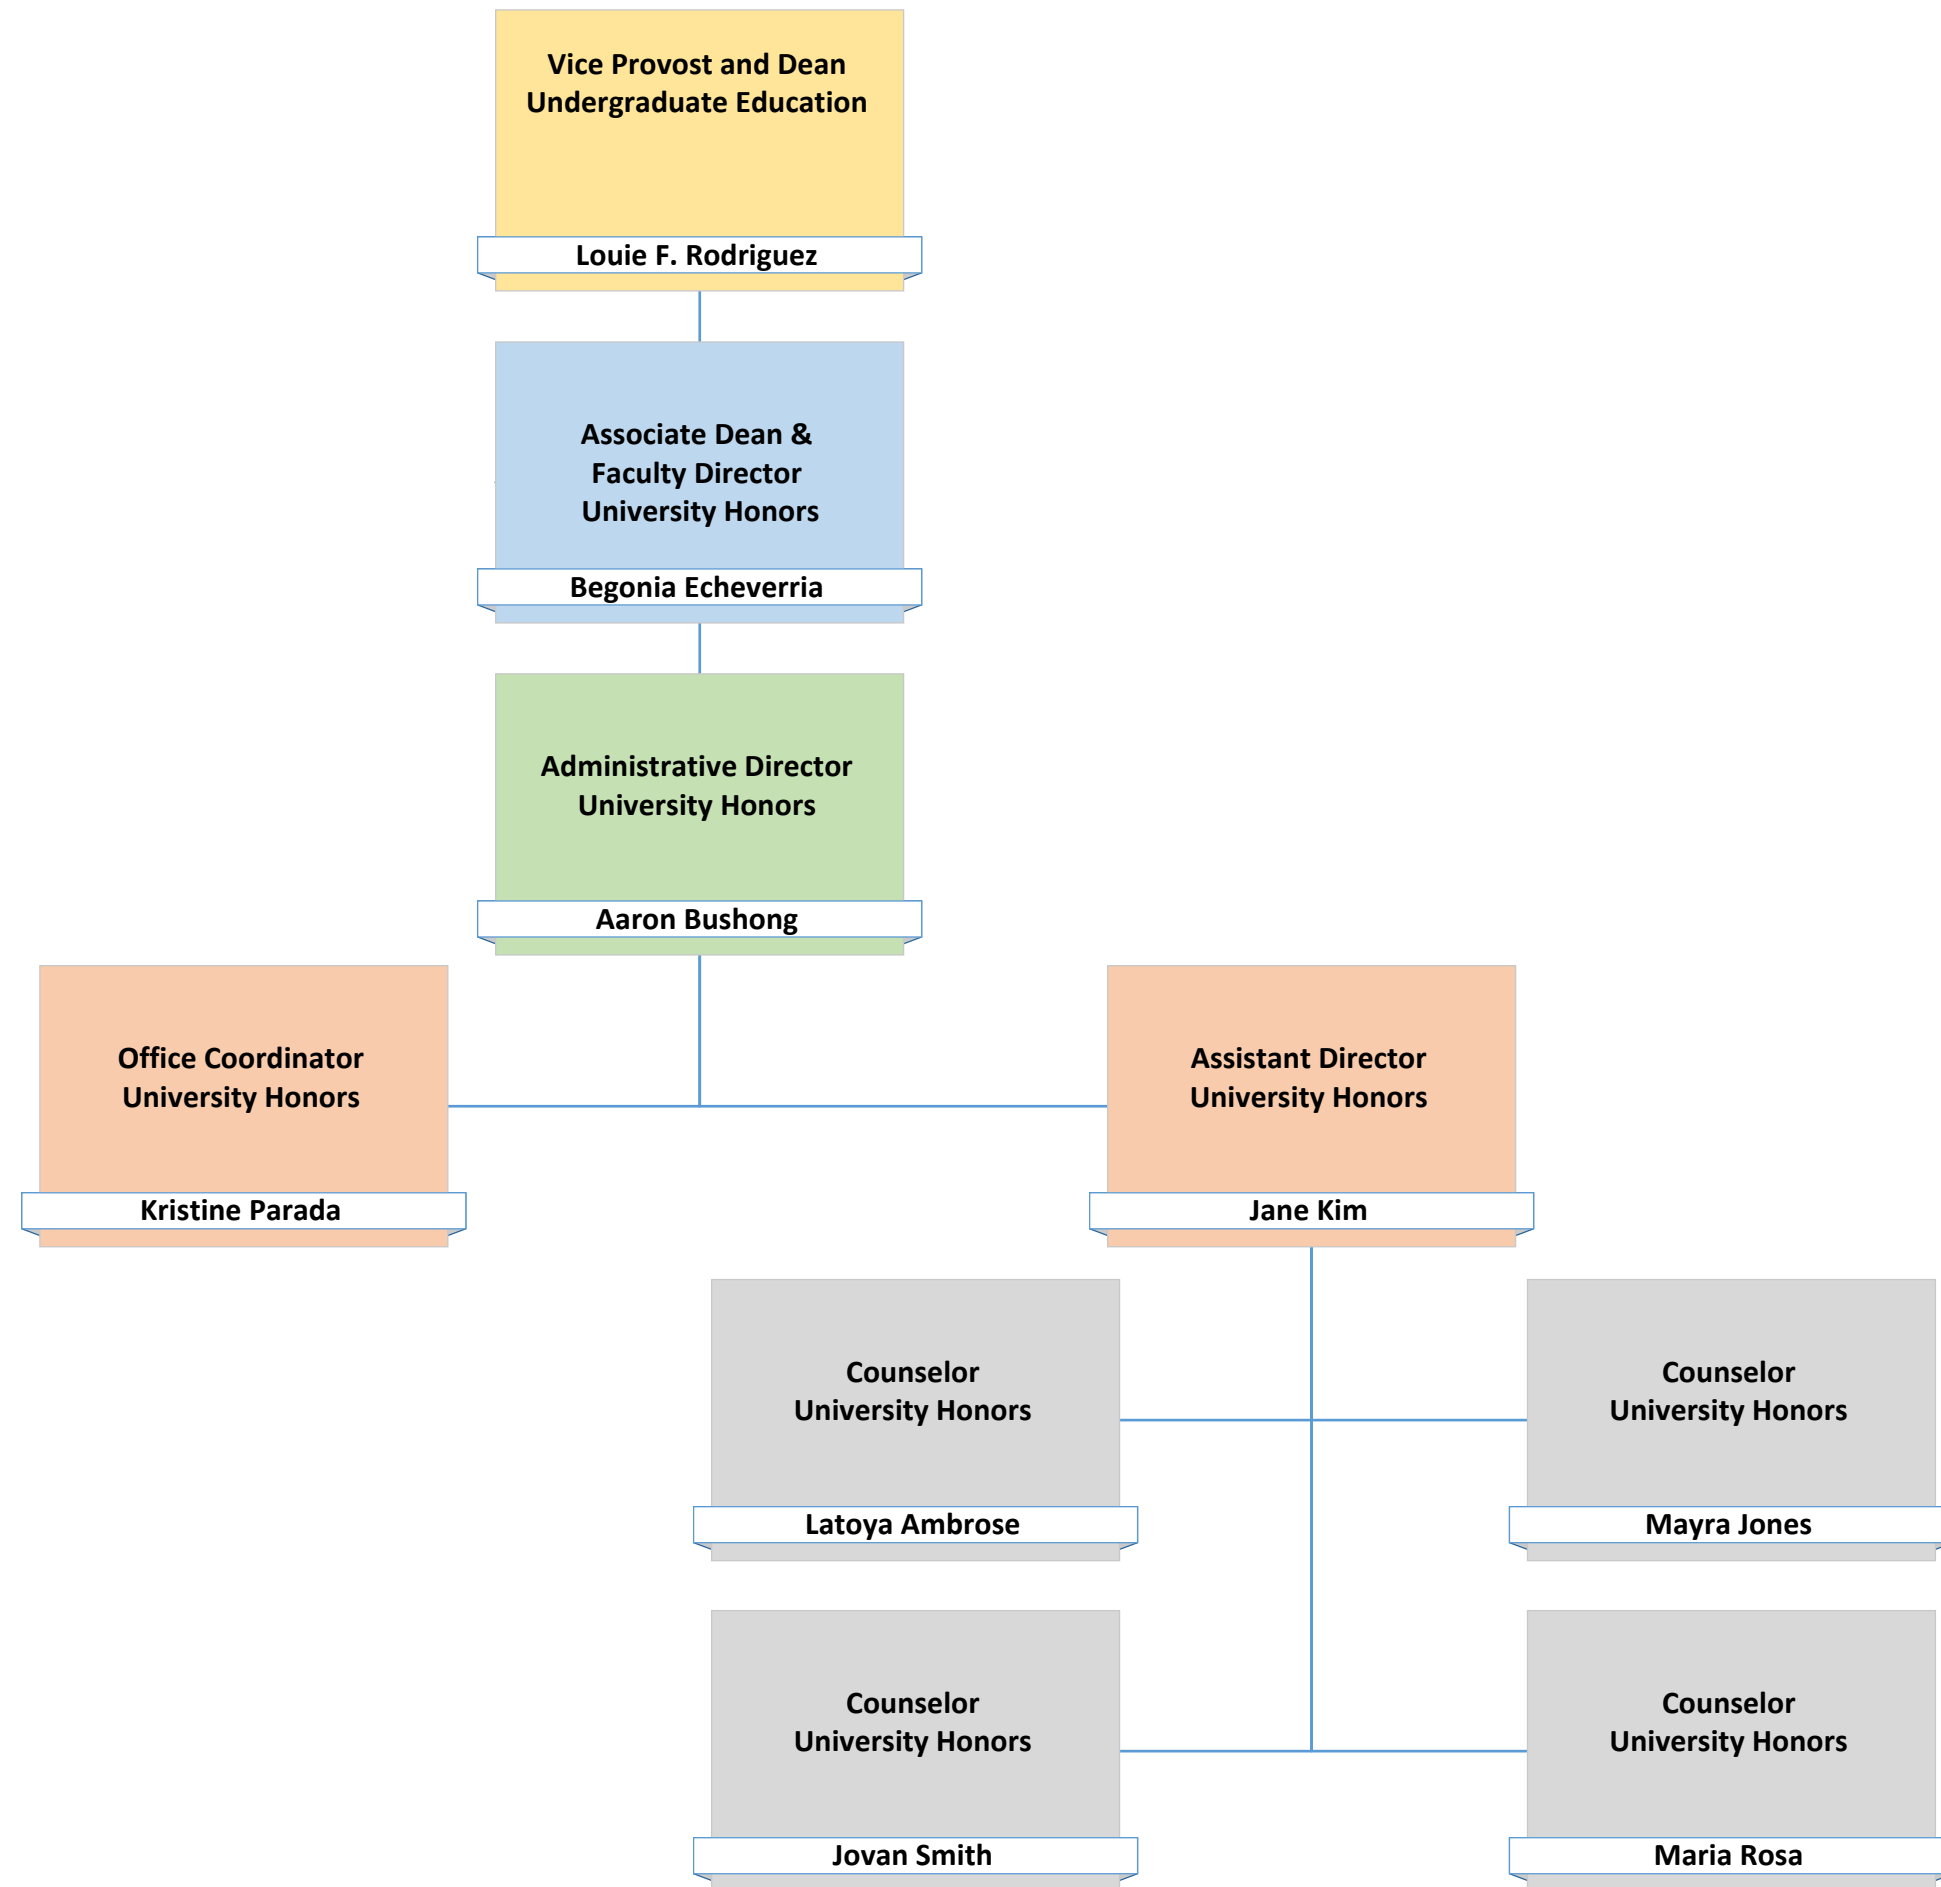 Vice Provost and Dean
Undergraduate Education
Louie F. Rodriguez
Associate Dean &
Faculty Director
University Honors
Begonia Echeverria
Administrative Director
University Honors
Aaron Bushong
Office Coordinator
University Honors
Kristine Parada
Assistant Director
University Honors
Jane Kim
Counselor
University Honors
Latoya Ambrose
Counselor
University Honors
Mayra Jones
Counselor
University Honors
Jovan Smith
Counselor
University Honors
Maria Rosa